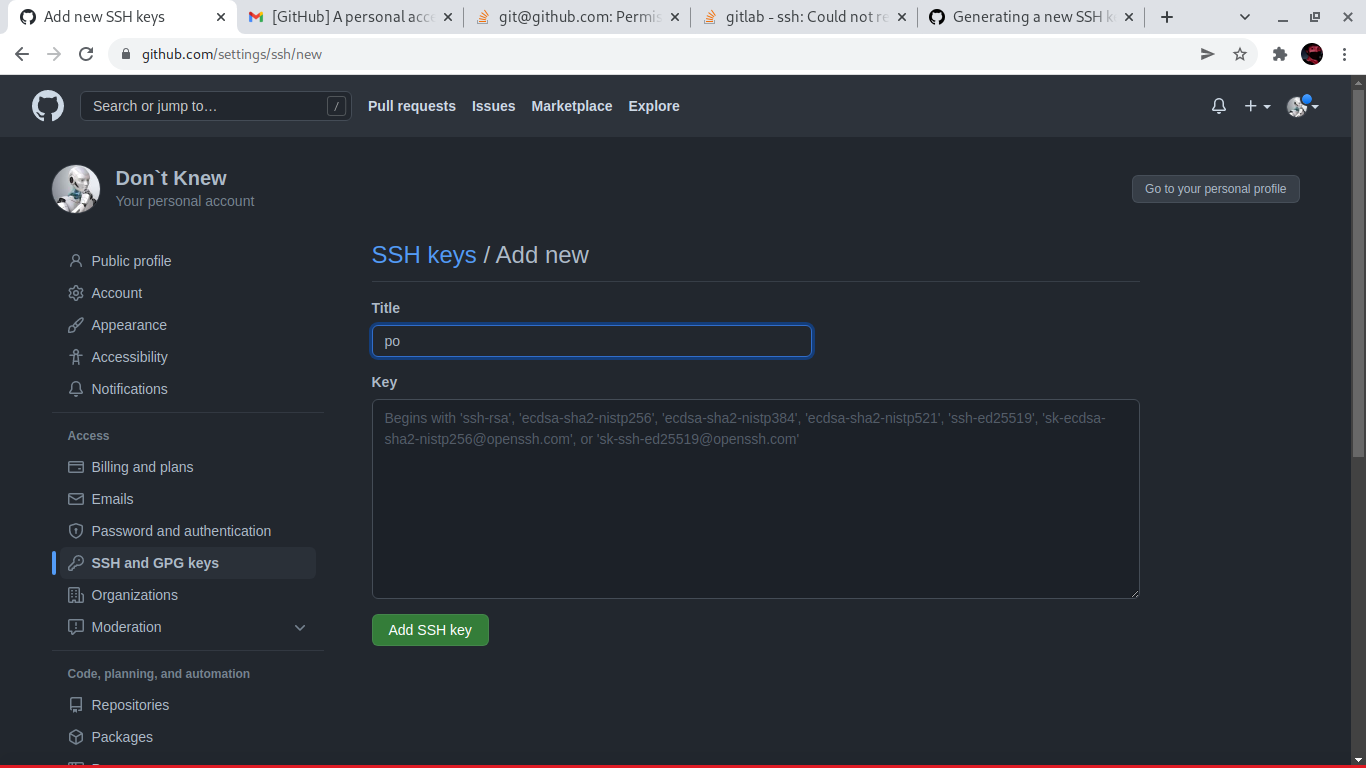 Add new SSH keys
[GitHub] A personal acce
git@github.com: Permis
gitlab - ssh: Could not re
Generating a new SSH k
github.com/settings/ssh/new
Search or jump to…
/
Pull requests
Issues
Marketplace
Explore
Don`t Knew
Your personal account
Go to your personal profile
Public profile
Account
Appearance
Accessibility
Notifications
Access
Billing and plans
Emails
Password and authentication
SSH and GPG keys
Organizations
Moderation
Code, planning, and automation
Repositories
Packages
SSH keys / Add new
Title
po
Key
Begins with 'ssh-rsa', 'ecdsa-sha2-nistp256', 'ecdsa-sha2-nistp384', 'ecdsa-sha2-nistp521', 'ssh-ed25519', 'sk-ecdsa-
sha2-nistp256@openssh.com', or 'sk-ssh-ed25519@openssh.com'
Add SSH key